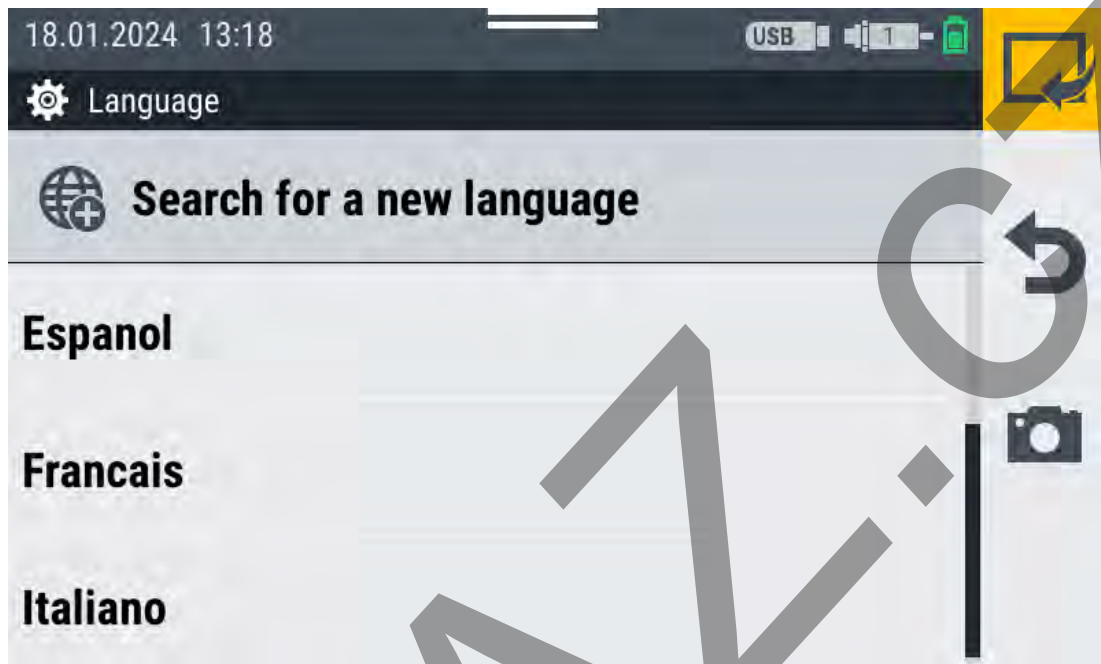 18.01.2024 13:18
USB
1
Language
Search for a new language
Espanol
Francais
Italiano